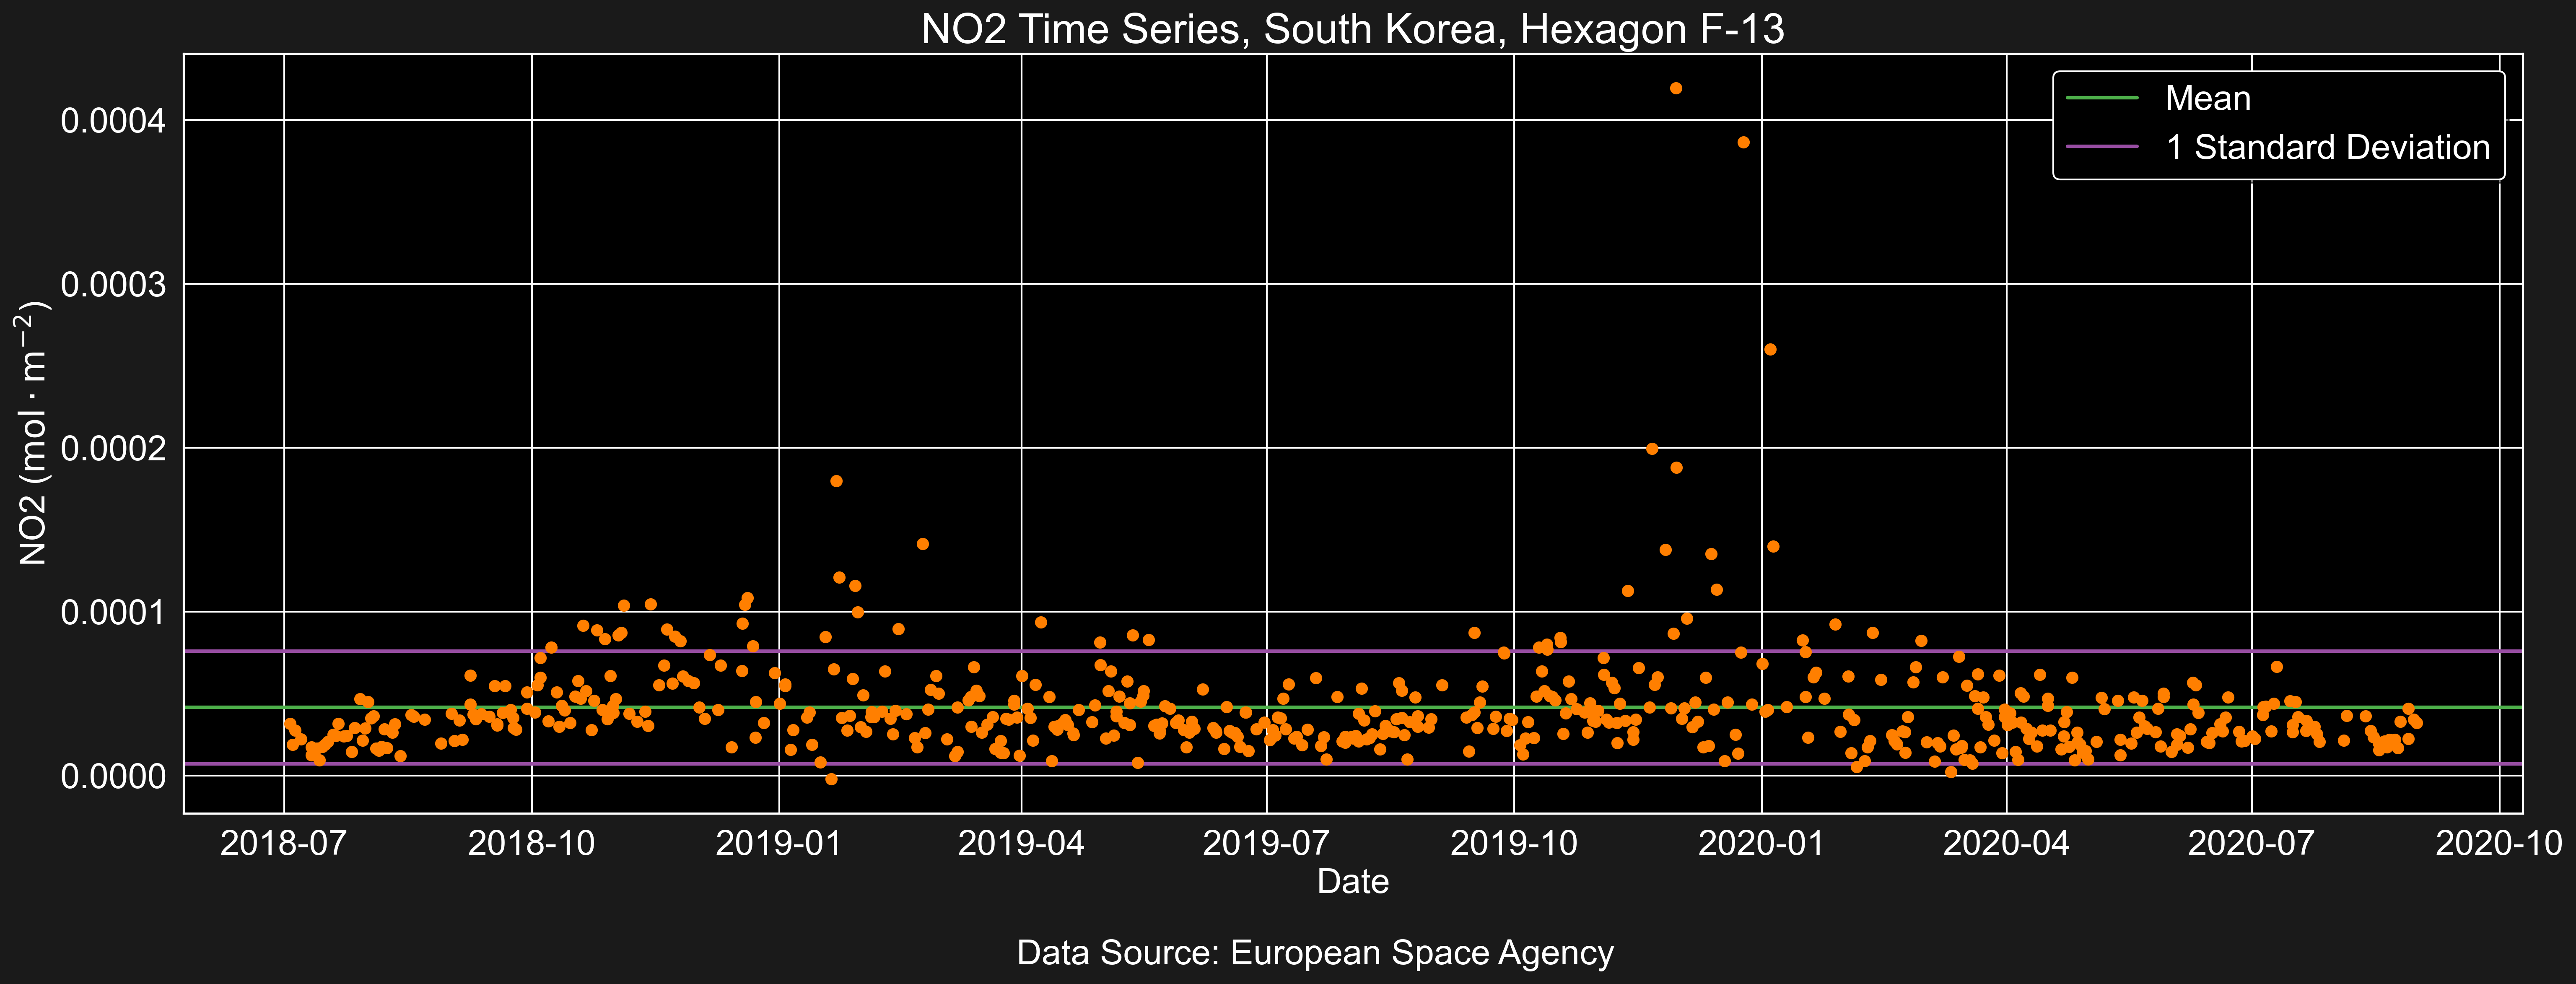 NO2 Time Series, South Korea, Hexagon F-13
Mean
1 Standard Deviation
NO2 (mol · m⁻²)
0.0004
0.0003
0.0002
0.0001
0.0000
2018-07 2018-10 2019-01 2019-04 2019-07 2019-10 2020-01 2020-04 2020-07 2020-10
Date
Data Source: European Space Agency